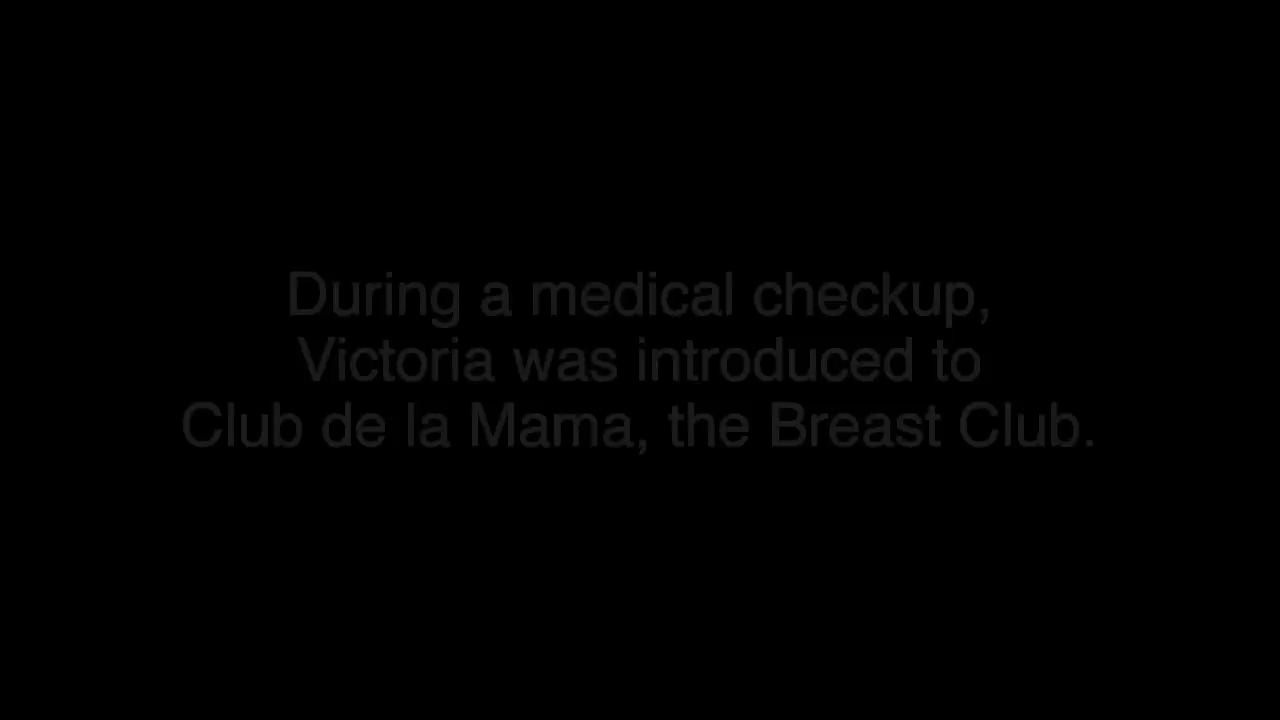 During a medical checkup,
Victoria was introduced to
Club de la Mama, the Breast Club.